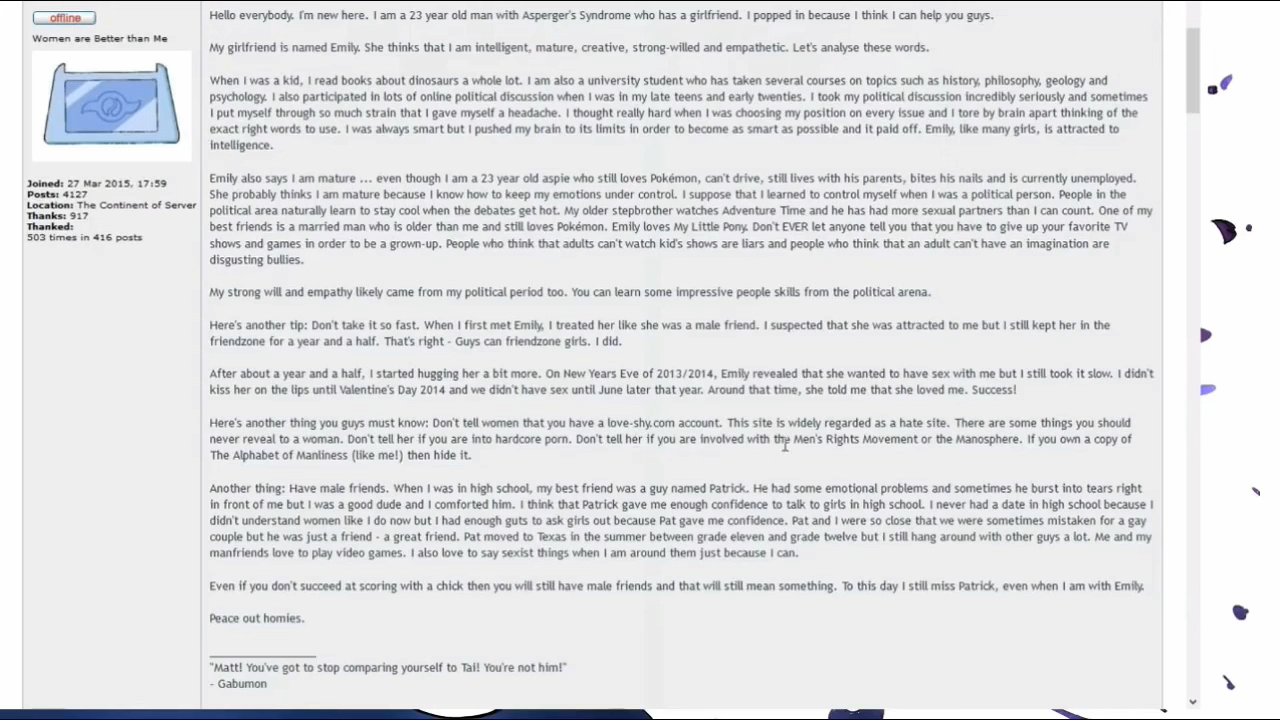 offline
Women are Better than Me
Joined: 27 Mar 2015, 17:59
Posts: 4127
Location: The Continent of Server
Thanks: 917
Thanked:
503 times in 416 posts
Hello everybody. I'm new here. I am a 23 year old man with Asperger's Syndrome who has a girlfriend. I popped in because I think I can help you guys.
My girlfriend is named Emily. She thinks that I am intelligent, mature, creative, strong-willed and empathetic. Let's analyse these words.
When I was a kid, I read books about dinosaurs a whole lot. I am also a university student who has taken several courses on topics such as history, philosophy, geology and
psychology. I also participated in lots of online political discussion when I was in my late teens and early twenties. I took my political discussion incredibly seriously and sometimes
I put myself through so much strain that I gave myself a headache. I thought really hard when I was choosing my position on every issue and I tore by brain apart thinking of the
exact right words to use. I was always smart but I pushed my brain to its limits in order to become as smart as possible and it paid off. Emily, like many girls, is attracted to
intelligence.
Emily also says I am mature ... even though I am a 23 year old aspie who still loves Pokémon, can't drive, still lives with his parents, bites his nails and is currently unemployed.
She probably thinks I am mature because I know how to keep my emotions under control. I suppose that I learned to control myself when I was a political person. People in the
political area naturally learn to stay cool when the debates get hot. My older stepbrother watches Adventure Time and he has had more sexual partners than I can count. One of my
best friends is a married man who is older than me and still loves Pokémon. Emily loves My Little Pony. Don't EVER let anyone tell you that you have to give up your favorite TV
shows and games in order to be a grown-up. People who think that adults can't watch kid's shows are liars and people who think that an adult can't have an imagination are
disgusting bullies.
My strong will and empathy likely came from my political period too. You can learn some impressive people skills from the political arena.
Here's another tip: Don't take it so fast. When I first met Emily, I treated her like she was a male friend. I suspected that she was attracted to me but I still kept her in the
friendzone for a year and a half. That's right - Guys can friendzone girls. I did.
After about a year and a half, I started hugging her a bit more. On New Years Eve of 2013/2014, Emily revealed that she wanted to have sex with me but I still took it slow. I didn't
kiss her on the lips until Valentine's Day 2014 and we didn't have sex until June later that year. Around that time, she told me that she loved me. Success!
Here's another thing you guys must know: Don't tell women that you have a love-shy.com account. This site is widely regarded as a hate site. There are some things you should
never reveal to a woman. Don't tell her if you are into hardcore porn. Don't tell her if you are involved with the Men's Rights Movement or the Manosphere. If you own a copy of
The Alphabet of Manliness (like me!) then hide it.
Another thing: Have male friends. When I was in high school, my best friend was a guy named Patrick. He had some emotional problems and sometimes he burst into tears right
in front of me but I was a good dude and I comforted him. I think that Patrick gave me enough confidence to talk to girls in high school. I never had a date in high school because I
didn't understand women like I do now but I had enough guts to ask girls out because Pat gave me confidence. Pat and I were so close that we were sometimes mistaken for a gay
couple but he was just a friend - a great friend. Pat moved to Texas in the summer between grade eleven and grade twelve but I still hang around with other guys a lot. Me and my
manfriends love to play video games. I also love to say sexist things when I am around them just because I can.
Even if you don't succeed at scoring with a chick then you will still have male friends and that will still mean something. To this day I still miss Patrick, even when I am with Emily.
Peace out homies.
"Matt! You've got to stop comparing yourself to Tai! You're not him!"
- Gabumon